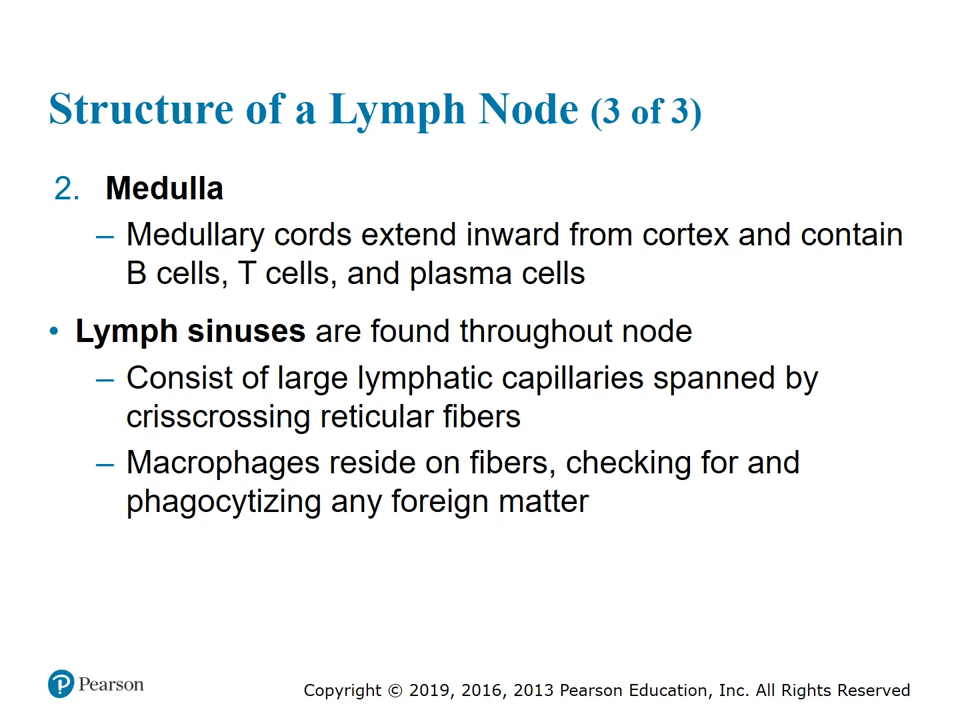 Structure of a Lymph Node (3 of 3)
2. Medulla
– Medullary cords extend inward from cortex and contain
B cells, T cells, and plasma cells
• Lymph sinuses are found throughout node
– Consist of large lymphatic capillaries spanned by
crisscrossing reticular fibers
– Macrophages reside on fibers, checking for and
phagocytizing any foreign matter
Pearson
Copyright © 2019, 2016, 2013 Pearson Education, Inc. All Rights Reserved